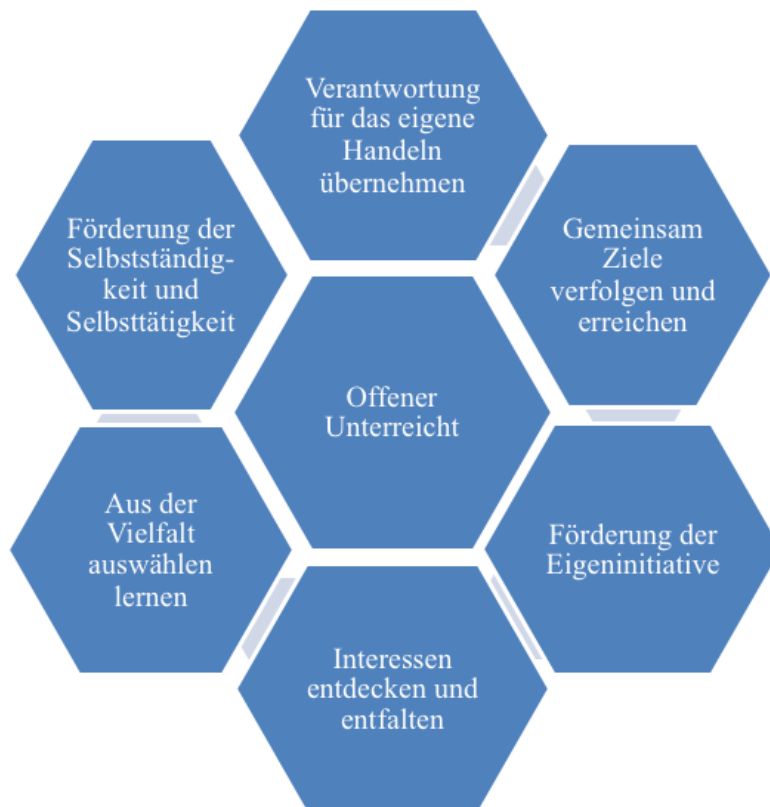 Verantwortung
für das eigene
Handeln
übernehmen
Gemeinsam
Ziele
verfolgen und
erreichen
Förderung der
Eigeninitiative
Interessen
entdecken und
entfalten
Aus der
Vielfalt
auswählen
lernen
Förderung der
Selbstständig-
keit und
Selbsttätigkeit
Offener
Unterreicht